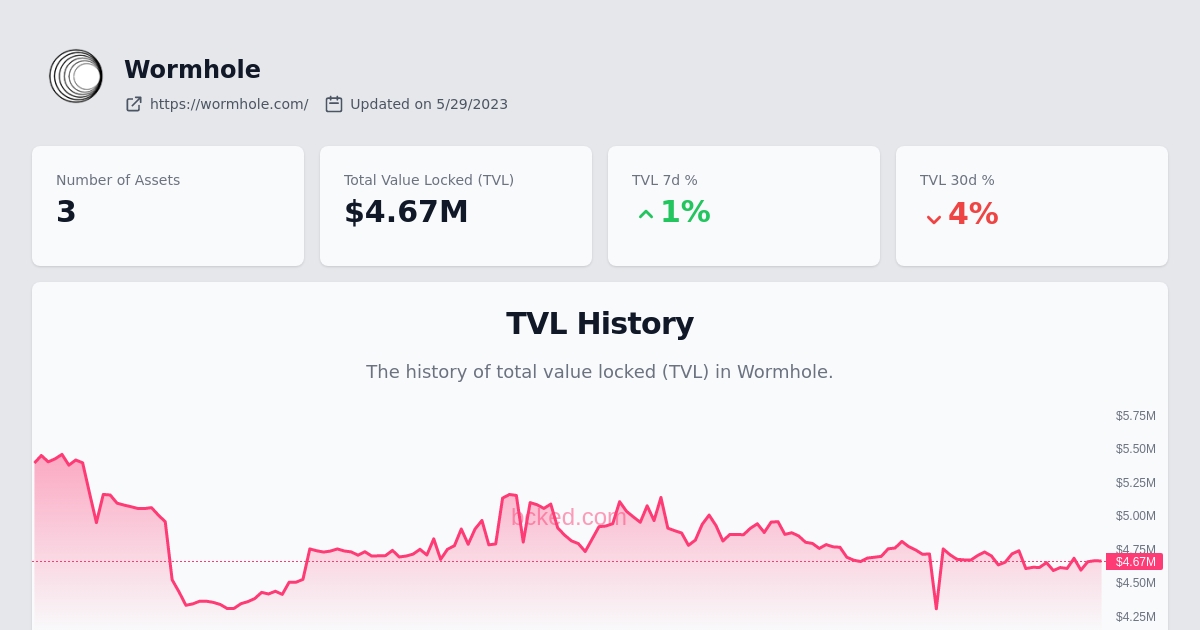 Wormhole
https://wormhole.com/ Updated on 5/29/2023
Number of Assets
3
Total Value Locked (TVL)
$4.67M
TVL 7d %
1%
TVL 30d %
4%
TVL History
The history of total value locked (TVL) in Wormhole.
$5.75M
$5.50M
$5.25M
$5.00M
bcked.com
$4.75M
$4.67M
$4.50M
$4.25M